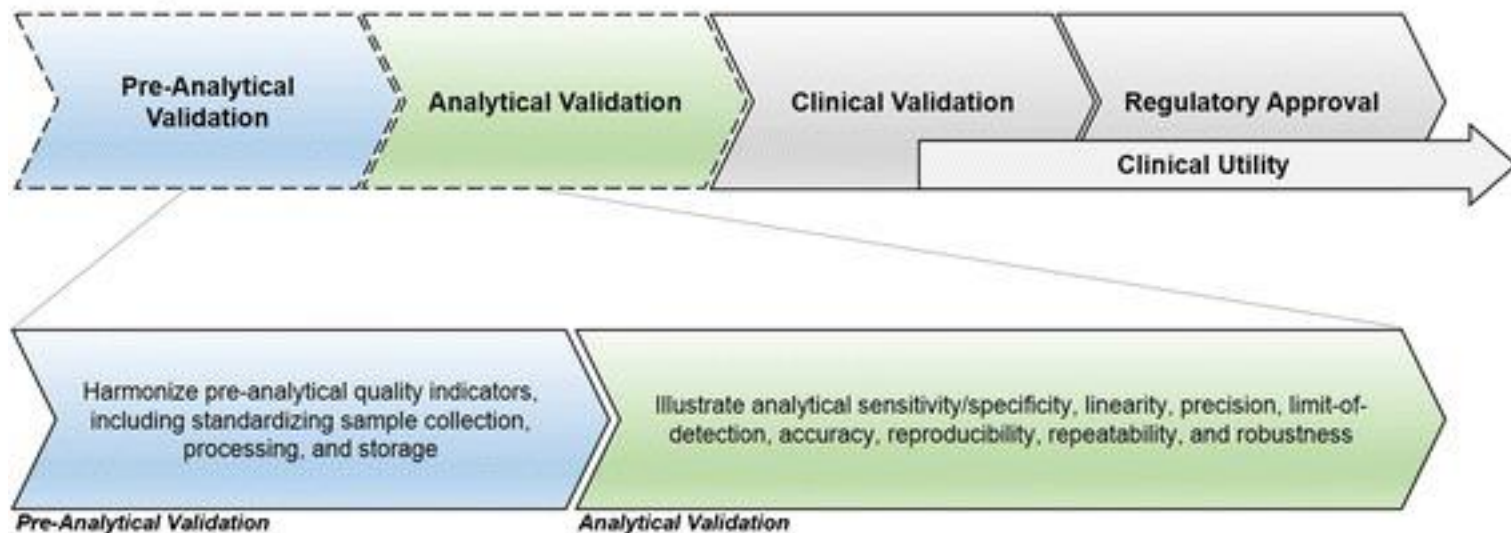 Pre-Analytical
Validation
Analytical Validation
Clinical Validation
Regulatory Approval
Clinical Utility
Harmonize pre-analytical quality indicators,
including standardizing sample collection,
processing, and storage
Illustrate analytical sensitivity/specificity, linearity, precision, limit-of-
detection, accuracy, reproducibility, repeatability, and robustness
Pre-Analytical Validation
Analytical Validation